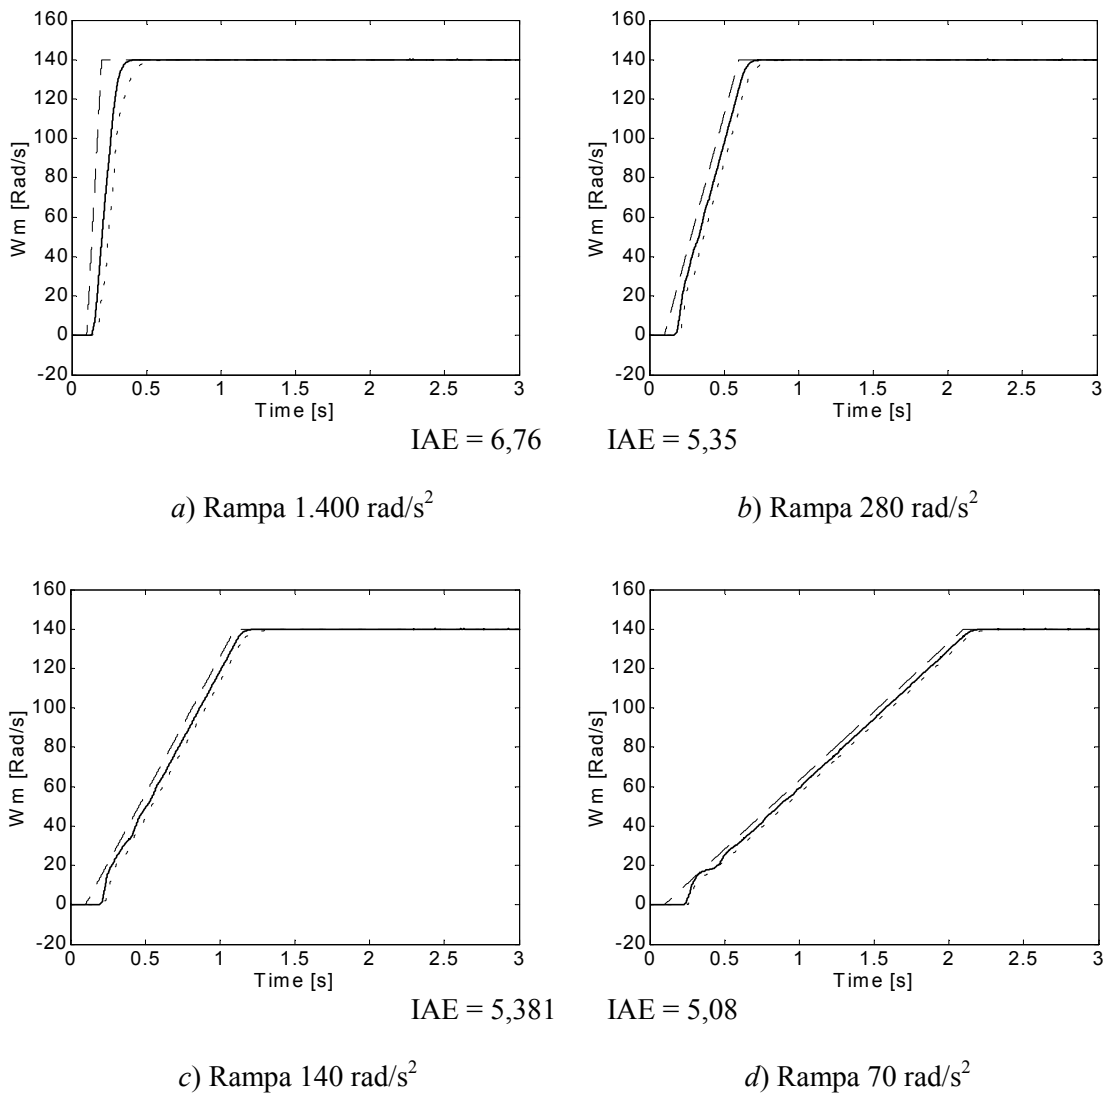 160
140
120
100
80
60
40
20
0
-20
Wm [Rad/s]
0 0.5 1 1.5 2 2.5 3
Time [s]
160
140
120
100
80
60
40
20
0
-20
Wm [Rad/s]
0 0.5 1 1.5 2 2.5 3
Time [s]
IAE = 6,76
IAE = 5,35
a) Rampa 1.400 rad/s²
b) Rampa 280 rad/s²
160
140
120
100
80
60
40
20
0
-20
Wm [Rad/s]
0 0.5 1 1.5 2 2.5 3
Time [s]
160
140
120
100
80
60
40
20
0
-20
Wm [Rad/s]
0 0.5 1 1.5 2 2.5 3
Time [s]
IAE = 5,381
IAE = 5,08
c) Rampa 140 rad/s²
d) Rampa 70 rad/s²